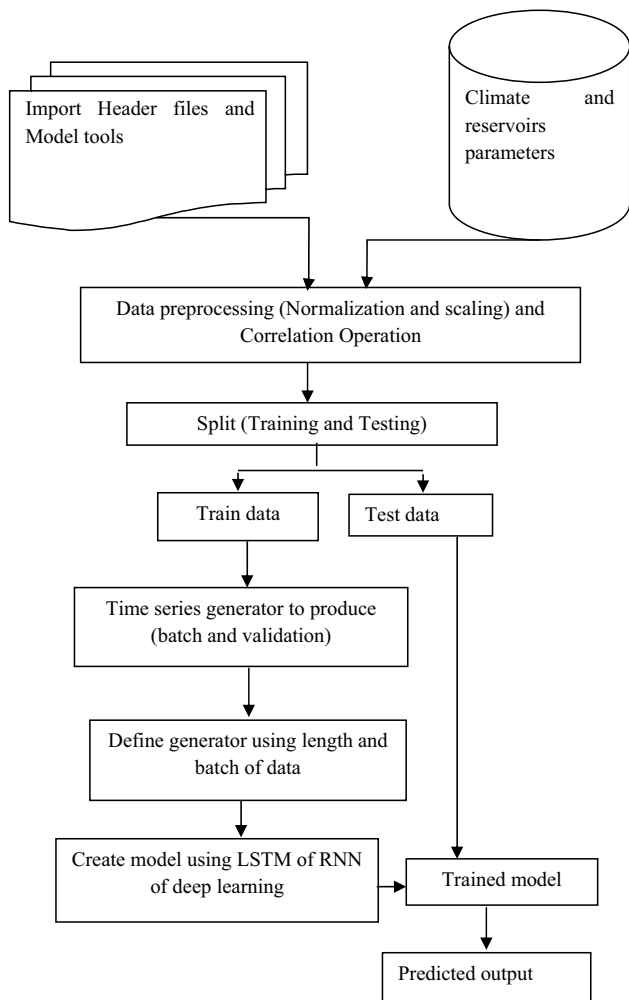 Import Header files and
Model tools
Climate and
reservoirs
parameters
Data preprocessing (Normalization and scaling) and
Correlation Operation
Split (Training and Testing)
Train data
Test data
Time series generator to produce
(batch and validation)
Define generator using length and
batch of data
Create model using LSTM of RNN
of deep learning
Trained model
Predicted output